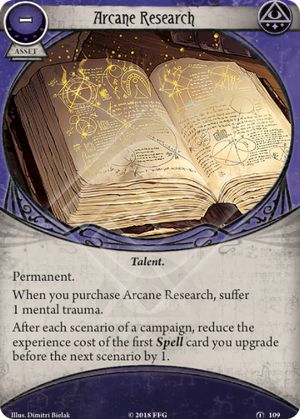 Arcane Research
–
ASSET
Talent.
Permanent.
When you purchase Arcane Research, suffer
1 mental trauma.
After each scenario of a campaign, reduce the
experience cost of the first Spell card you upgrade
before the next scenario by 1.
Illus. Dimitri Bielak
© 2018 FFG
109